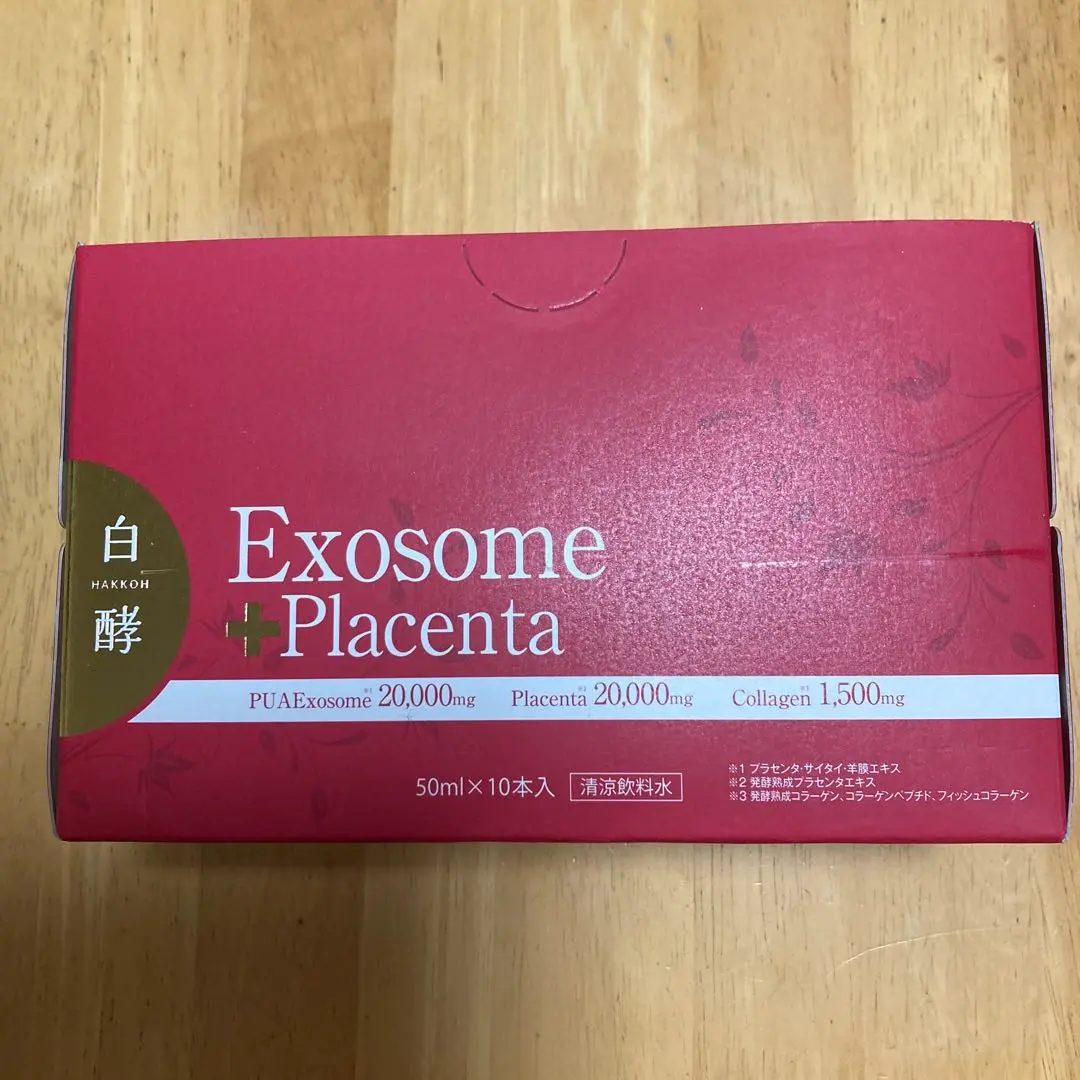 白
HAKKOH
酵
Exosome
+Placenta
PUAExosome※1 20,000mg Placenta※2 20,000mg Collagen※3 1,500mg
50ml×10本入 清涼飲料水
※1 プラセンタ・サイタイ・羊膜エキス
※2 発酵熟成プラセンタエキス
※3 発酵熟成コラーゲン、コラーゲンペプチド、フィッシュコラーゲン